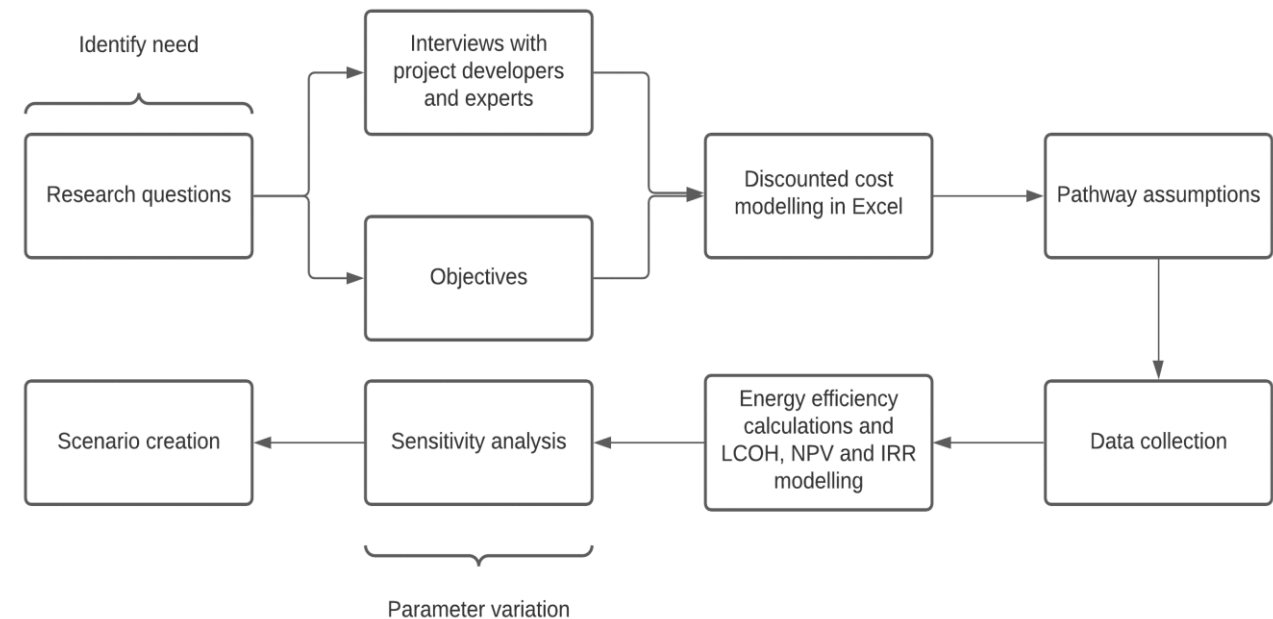 Identify need
Research questions
Interviews with
project developers
and experts
Objectives
Discounted cost
modelling in Excel
Pathway assumptions
Data collection
Energy efficiency
calculations and
LCOH, NPV and IRR
modelling
Sensitivity analysis
Parameter variation
Scenario creation